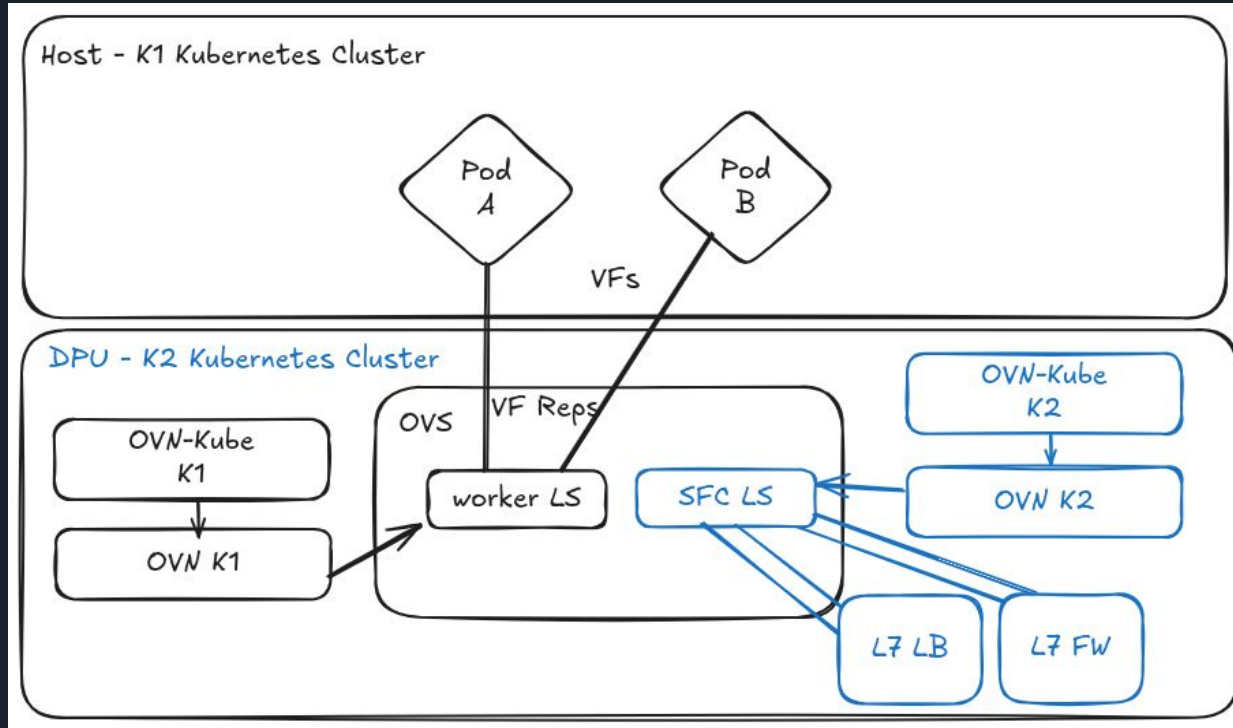 Host - K1 Kubernetes Cluster
Pod
A
Pod
B
VFs
DPU - K2 Kubernetes Cluster
OVN-Kube
K1
OVN K1
OVS
VF Reps
worker LS
SFC LS
OVN-Kube
K2
OVN K2
L7 LB
L7 FW